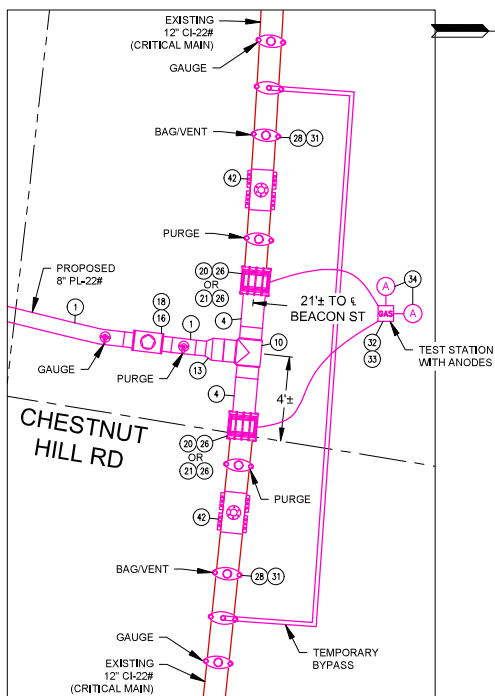 EXISTING
12" CI-22#
(CRITICAL MAIN)
GAUGE
BAG/VENT
28 31
42
PURGE
PROPOSED
8" PL-22#
20 26
OR
21 26
21'± TO ℄
BEACON ST
A
34
GAS
A
1
18
16
1
4
10
32
33
TEST STATION
WITH ANODES
GAUGE
PURGE
13
4
4'±
CHESTNUT
HILL RD
20 26
OR
21 26
PURGE
42
BAG/VENT
28 31
GAUGE
TEMPORARY
BYPASS
EXISTING
12" CI-22#
(CRITICAL MAIN)